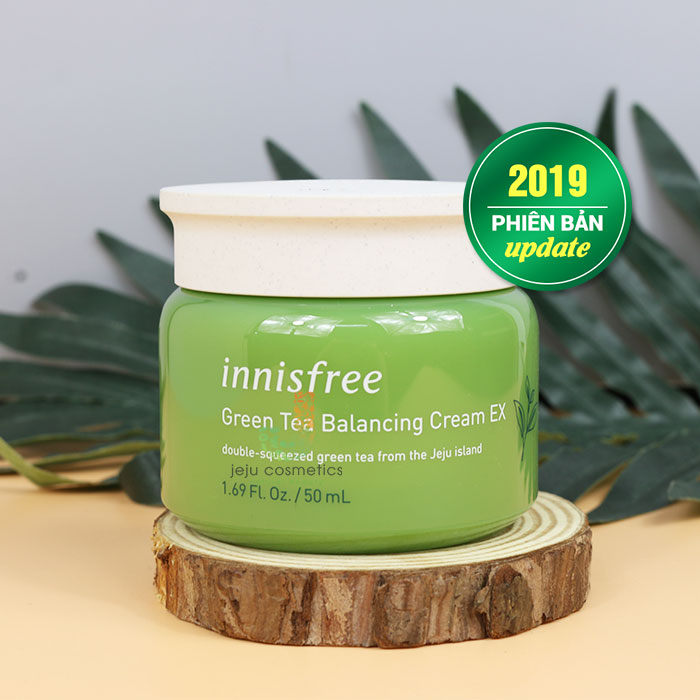 2019
PHIÊN BẢN
update
innisfree
Green Tea Balancing Cream EX
double-squeezed green tea from the Jeju island
jeju cosmetics
1.69 Fl. Oz. / 50 mL